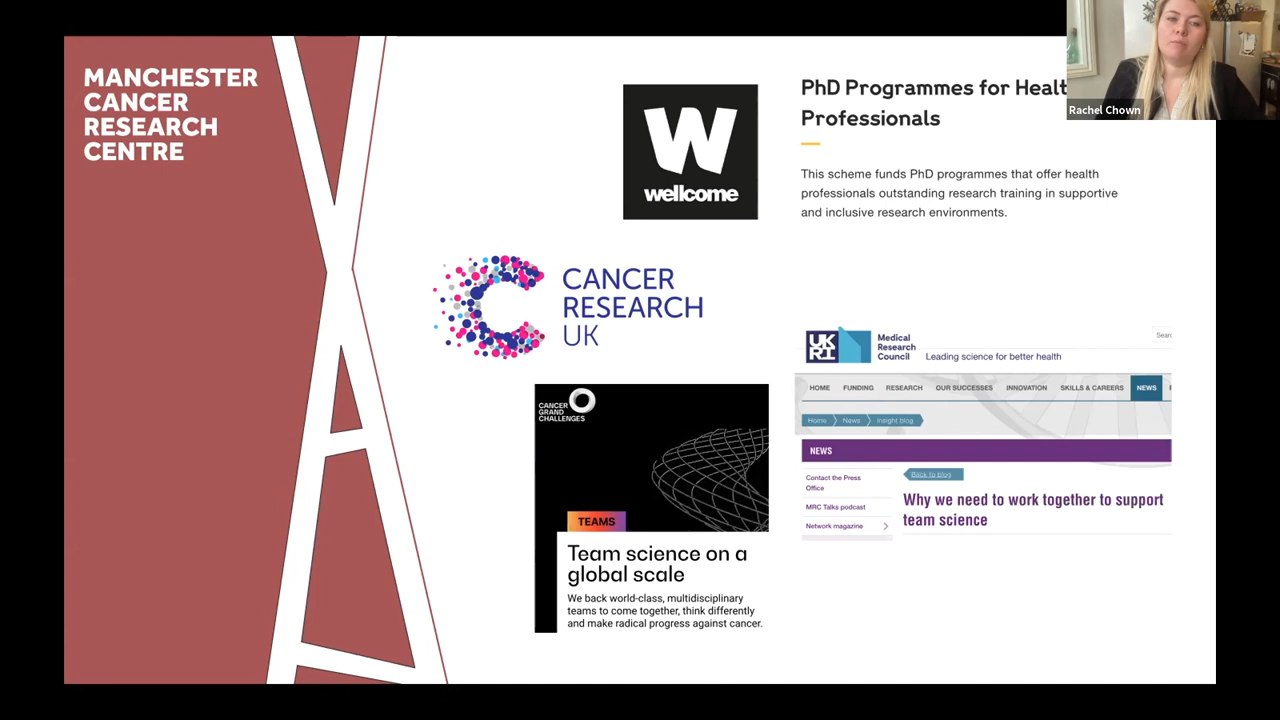 MANCHESTER
CANCER
RESEARCH
CENTRE
W
wellcome
PhD Programmes for Healt
Professionals
This scheme funds PhD programmes that offer health
professionals outstanding research training in supportive
and inclusive research environments.
Rachel Chown
CANCER
RESEARCH
UK
CANCER
GRAND
CHALLENGES
TEAMS
Team science on a
global scale
We back world-class, multidisciplinary
teams to come together, think differently
and make radical progress against cancer.
UK
RI
Medical
Research
Council
Leading science for better health
Sear
HOME FUNDING RESEARCH OUR SUCCESSES INNOVATION SKILLS & CAREERS NEWS
Home News Insight blog
NEWS
Contact the Press
Office
MRC Talks podcast
Network magazine
Back to blog
Why we need to work together to support
team science